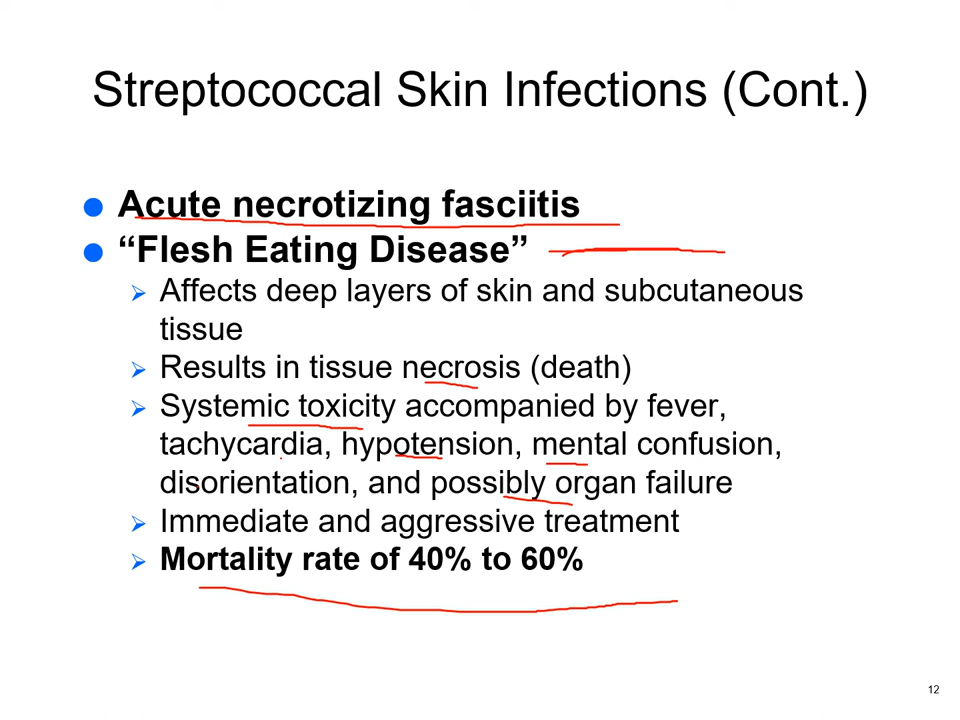 Streptococcal Skin Infections (Cont.)
Acute necrotizing fasciitis
“Flesh Eating Disease”
Affects deep layers of skin and subcutaneous
tissue
Results in tissue necrosis (death)
Systemic toxicity accompanied by fever,
tachycardia, hypotension, mental confusion,
disorientation, and possibly organ failure
Immediate and aggressive treatment
Mortality rate of 40% to 60%
12